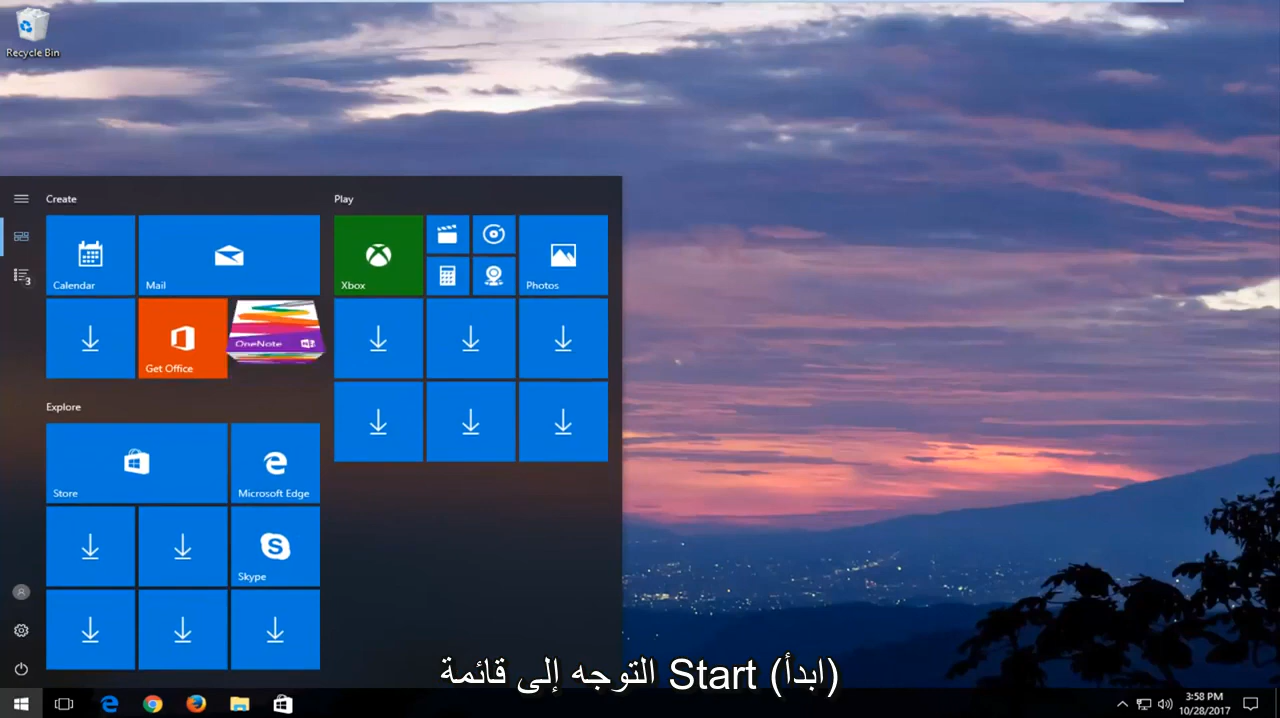 Recycle Bin
Create
Play
Calendar
Mail
Xbox
Photos
Get Office
OneNote
Explore
Store
Microsoft Edge
Skype
3
التوجه إلى قائمة Start (ابدأ)
3:58 PM
10/28/2017